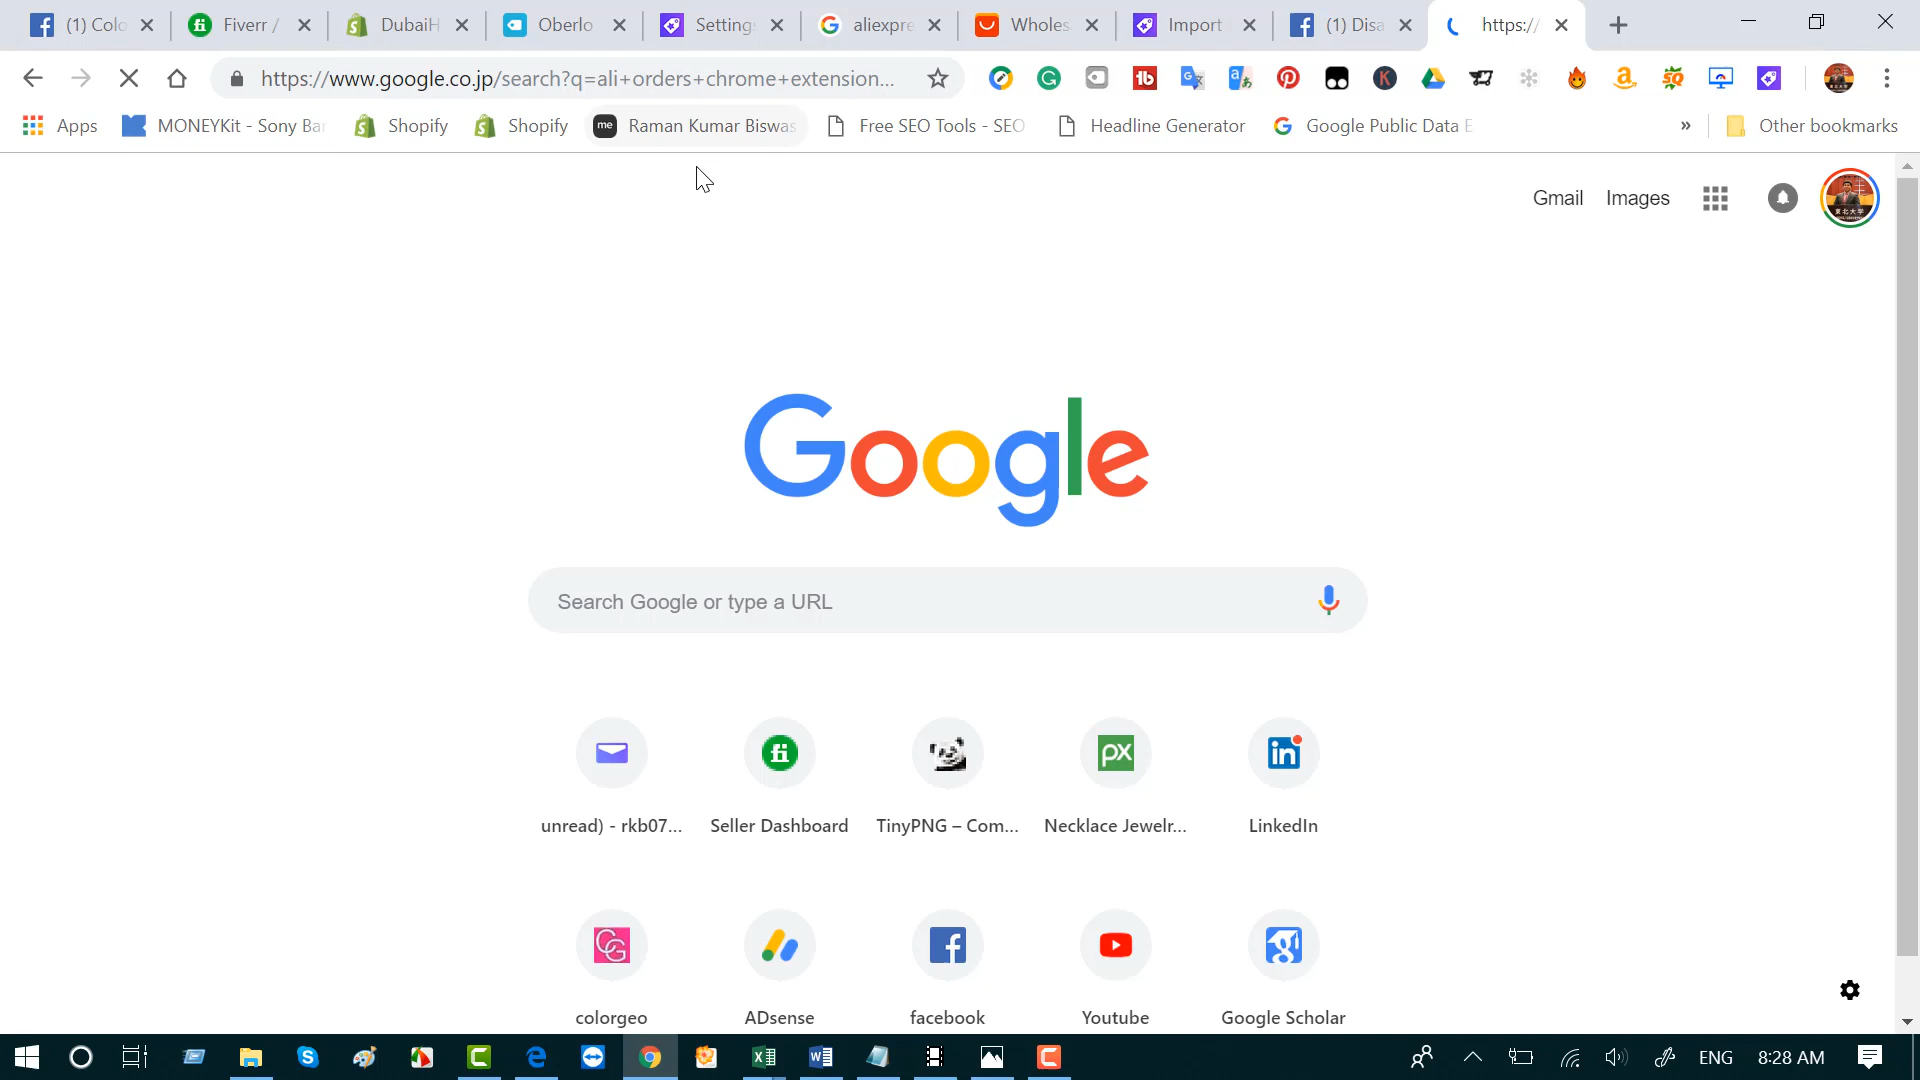 (1) Colo
Fiverr /
DubaiH
Oberlo
Settings
aliexpre
Wholes
Import
(1) Disa
https://
https://www.google.co.jp/search?q=ali+orders+chrome+extension...
Apps
MONEYKit - Sony Ba
Shopify
Shopify
me
Raman Kumar Biswas
Free SEO Tools - SEO
Headline Generator
Google Public Data E
»
Other bookmarks
Gmail
Images
Google
Search Google or type a URL
unread) - rkb07...
Seller Dashboard
TinyPNG – Com...
Necklace Jewelr...
LinkedIn
colorgeo
ADsense
facebook
Youtube
Google Scholar
ENG
8:28 AM